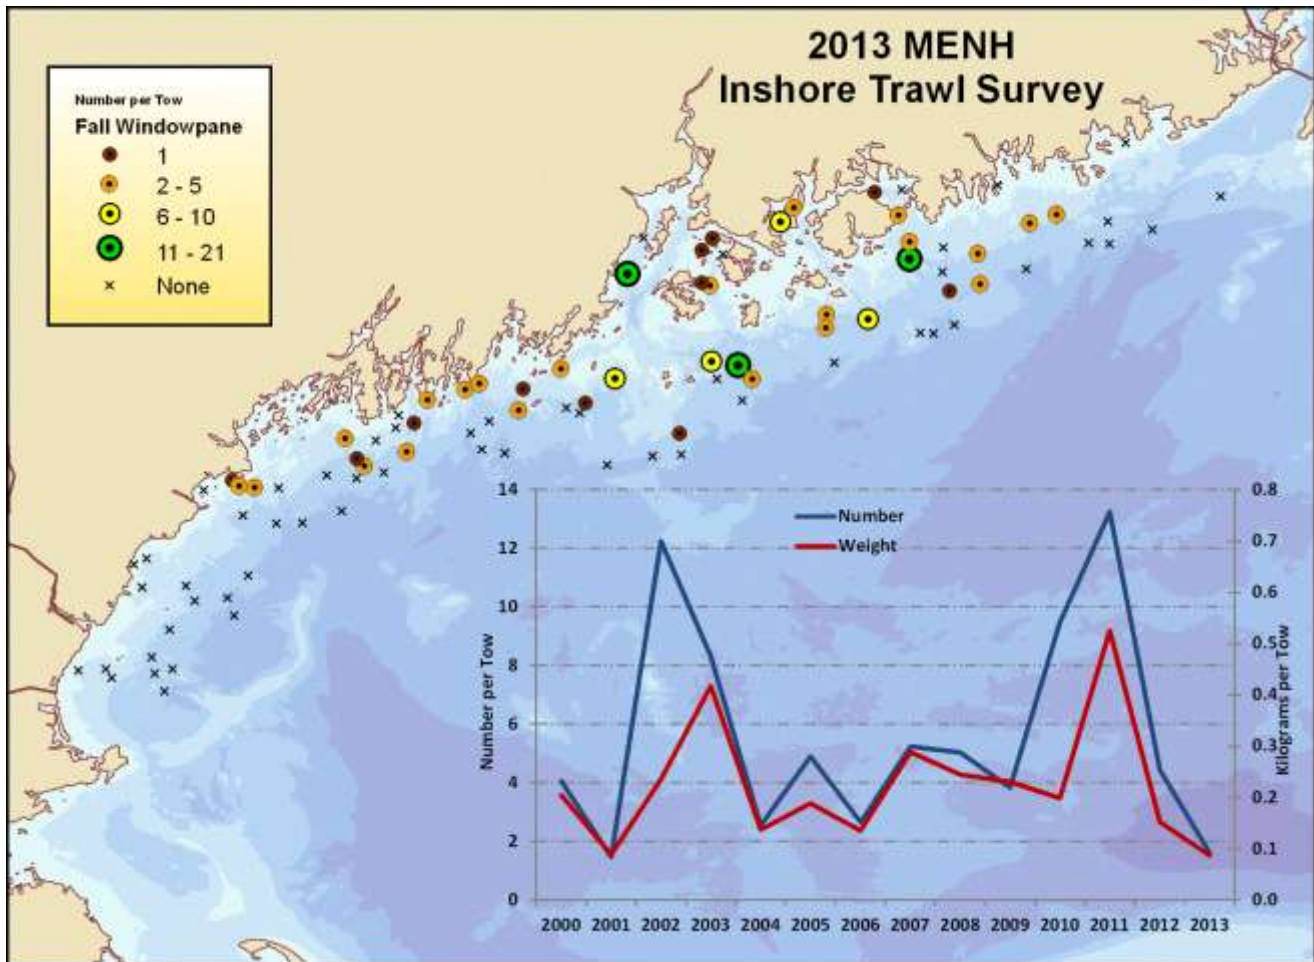 2013 MENH
Inshore Trawl Survey
Number per Tow
Fall Windowpane
1
2 - 5
6 - 10
11 - 21
None
Number
Weight
Number per Tow
14
12
10
8
6
4
2
0
Kilograms per Tow
0.8
0.7
0.6
0.5
0.4
0.3
0.2
0.1
0.0
2000 2001 2002 2003 2004 2005 2006 2007 2008 2009 2010 2011 2012 2013